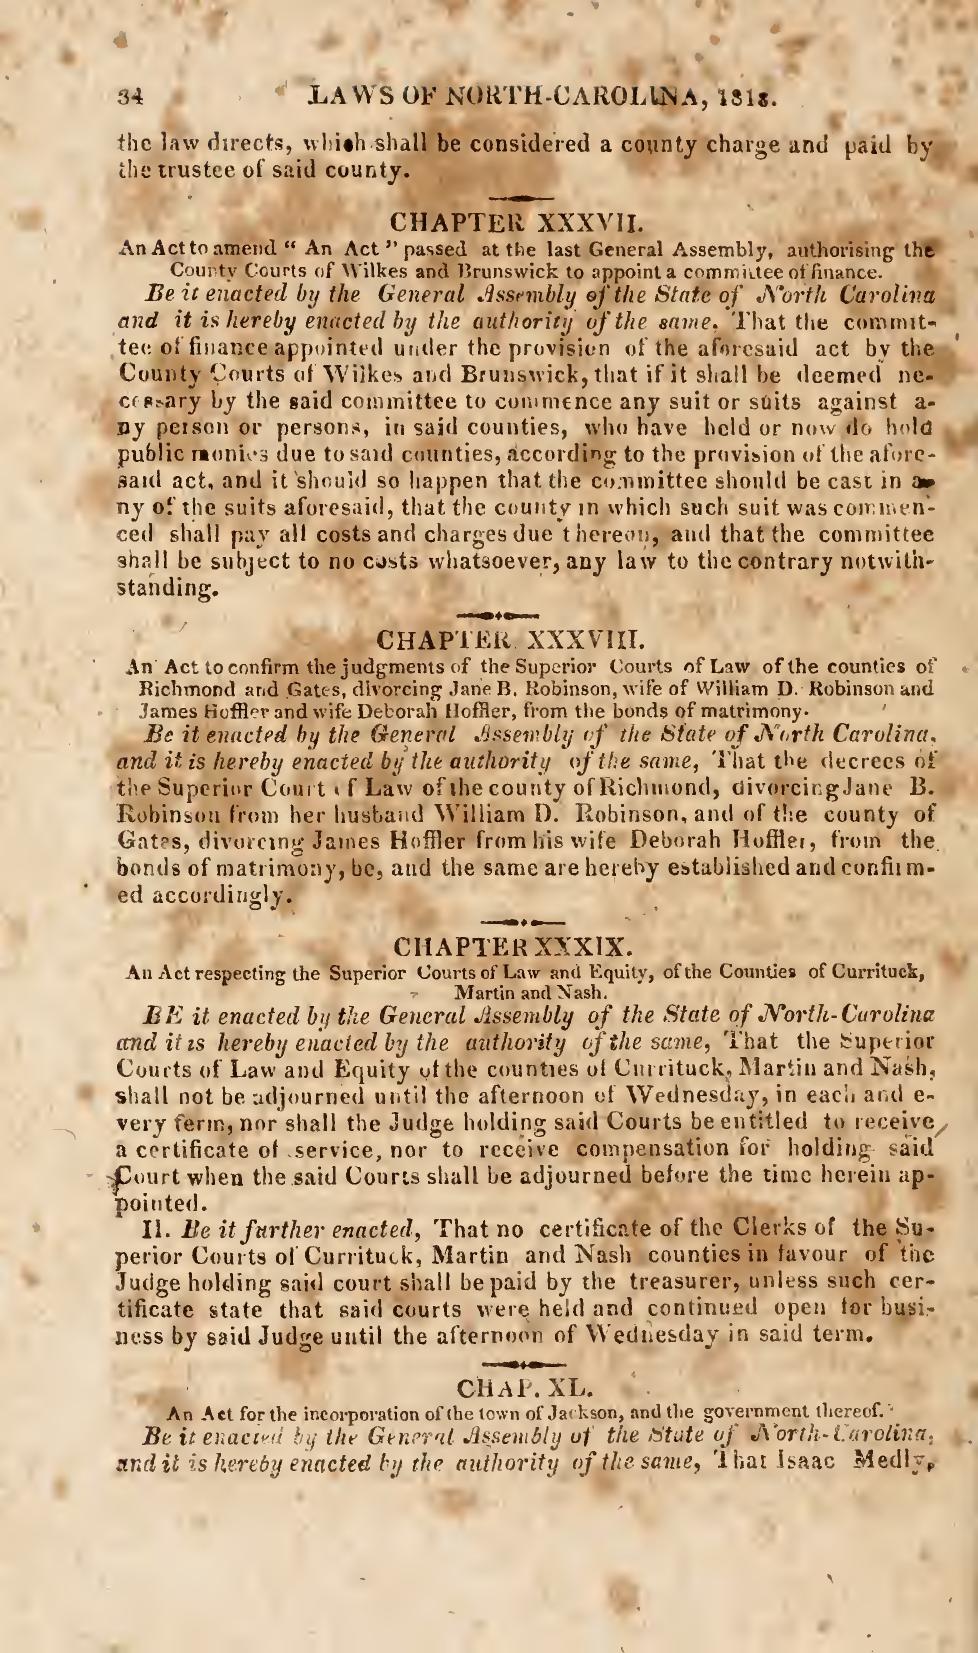 34 LAWS OF NORTH-CAROLINA, 1818.
the law directs, which shall be considered a county charge and paid by
the trustee of said county.
CHAPTER XXXVII.
An Act to amend “ An Act ” passed at the last General Assembly, authorising the
County Courts of Wilkes and Brunswick to appoint a committee of finance.
Be it enacted by the General Assembly of the State of North Carolina
and it is hereby enacted by the authority of the same. That the commit-
tee of finance appointed under the provision of the aforesaid act by the
County Courts of Wilkes and Brunswick, that if it shall be deemed ne-
cessary by the said committee to commence any suit or suits against a-
ny person or persons, in said counties, who have held or now do hold
public monies due to said counties, according to the provision of the afore-
said act, and it should so happen that the committee should be cast in a-
ny of the suits aforesaid, that the county in which such suit was commen-
ced shall pay all costs and charges due thereon, and that the committee
shall be subject to no costs whatsoever, any law to the contrary notwith-
standing.
CHAPTER XXXVIII.
An Act to confirm the judgments of the Superior Courts of Law of the counties of
Richmond and Gates, divorcing Jane B. Robinson, wife of William D. Robinson and
James Hoffler and wife Deborah Hoffler, from the bonds of matrimony.
Be it enacted by the General Assembly of the State of North Carolina,
and it is hereby enacted by the authority of the same, That the decrees of
the Superior Court of Law of the county of Richmond, divorcing Jane B.
Robinson from her husband William D. Robinson, and of the county of
Gates, divorcing James Hoffler from his wife Deborah Hoffler, from the
bonds of matrimony, be, and the same are hereby established and confirm-
ed accordingly.
CHAPTER XXXIX.
An Act respecting the Superior Courts of Law and Equity, of the Counties of Currituck,
Martin and Nash.
BE it enacted by the General Assembly of the State of North-Carolina
and it is hereby enacted by the authority of the same, That the Superior
Courts of Law and Equity of the counties of Currituck, Martin and Nash,
shall not be adjourned until the afternoon of Wednesday, in each and e-
very term, nor shall the Judge holding said Courts be entitled to receive
a certificate of service, nor to receive compensation for holding said
Court when the said Courts shall be adjourned before the time herein ap-
pointed.
II. Be it further enacted, That no certificate of the Clerks of the Su-
perior Courts of Currituck, Martin and Nash counties in favour of the
Judge holding said court shall be paid by the treasurer, unless such cer-
tificate state that said courts were held and continued open for busi-
ness by said Judge until the afternoon of Wednesday in said term.
CHAP. XL.
An Act for the incorporation of the town of Jackson, and the government thereof.
Be it enacted by the General Assembly of the State of North-Carolina,
and it is hereby enacted by the authority of the same, That Isaac Medly,